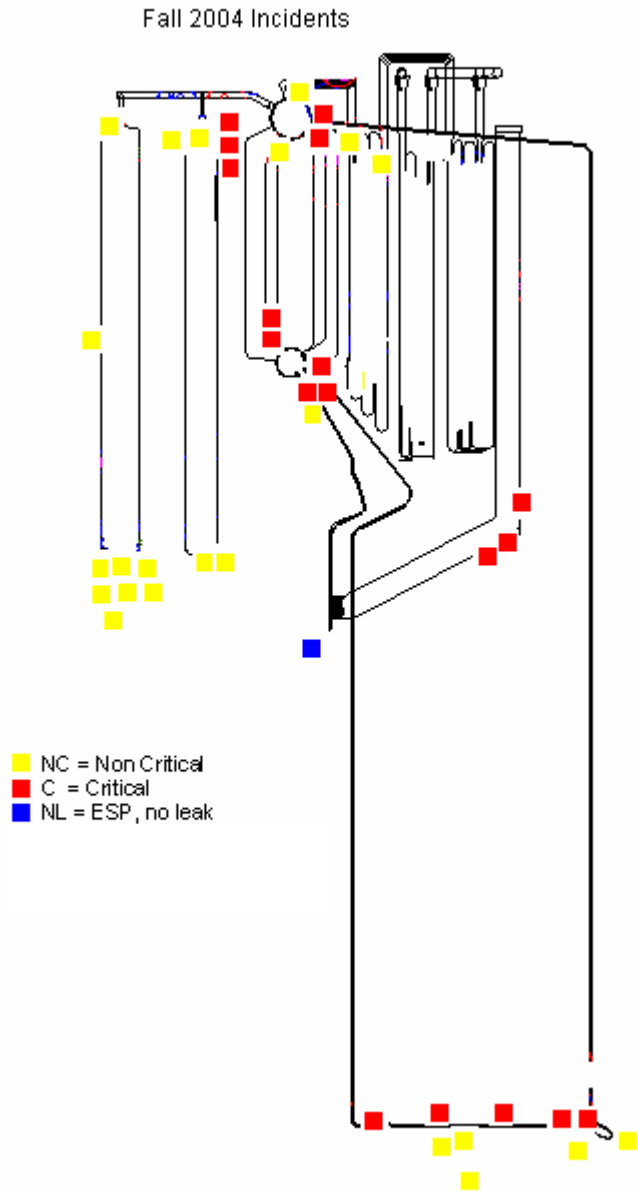 Fall 2004 Incidents
NC = Non Critical
C = Critical
NL = ESP, no leak